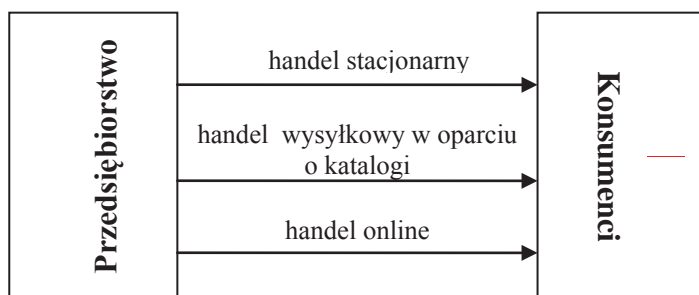 Przedsiębiorstwo
handel stacjonarny
handel wysyłkowy w oparciu
o katalogi
handel online
Konsumenci